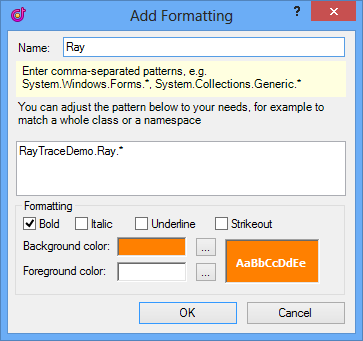 Add Formatting
?
Name: Ray
Enter comma-separated patterns, e.g.
System.Windows.Forms.*, System.Collections.Generic.*
You can adjust the pattern below to your needs, for example to
match a whole class or a namespace
RayTraceDemo.Ray.*
Formatting
Bold Italic Underline Strikeout
Background color: ...
Foreground color: ...
AaBbCcDdEe
OK Cancel